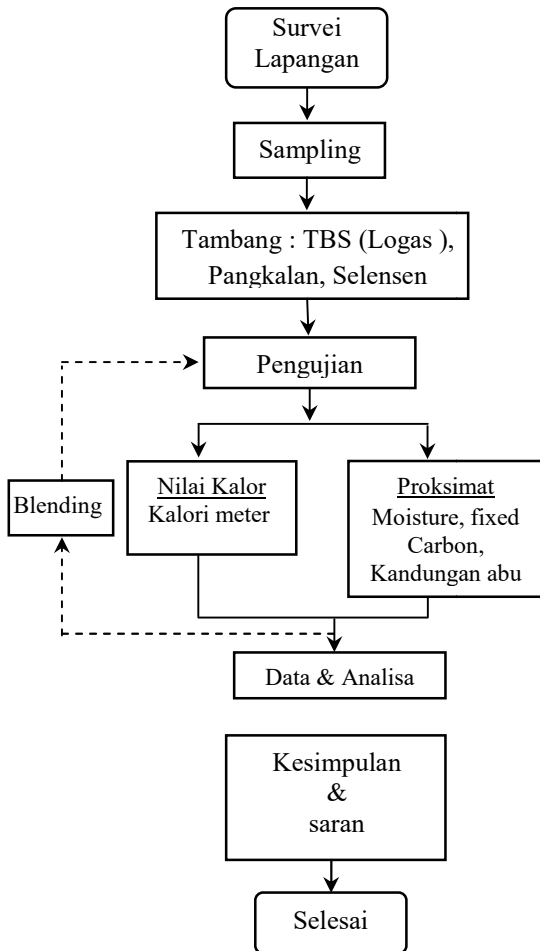 Survei
Lapangan
Sampling
Tambang : TBS (Logas ),
Pangkalan, Selensen
Pengujian
Blending
Nilai Kalor
Kalori meter
Proksimat
Moisture, fixed
Carbon,
Kandungan abu
Data & Analisa
Kesimpulan
&
saran
Selesai